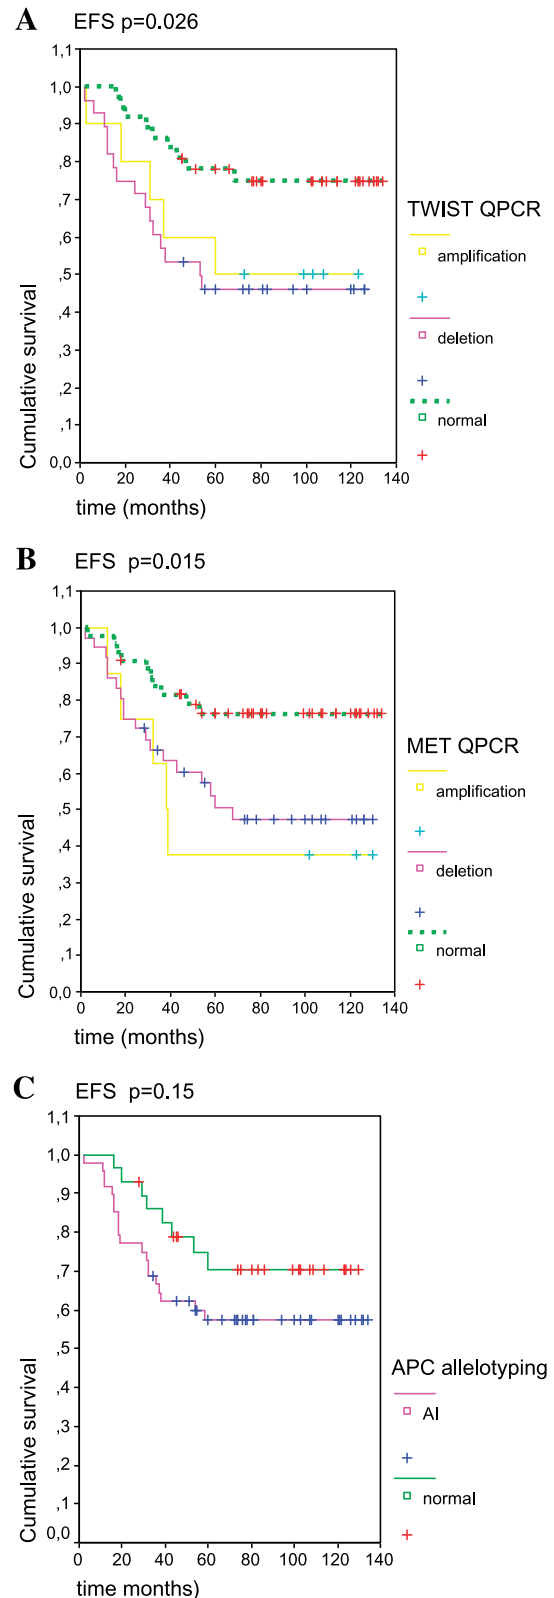 A EFS p=0.026
1,1
1,0
,9
,8
,7
,6
,5
,4
,3
,2
,1
0,0
Cumulative survival
0 20 40 60 80 100 120 140
time (months)
TWIST QPCR
amplification
deletion
normal
B EFS p=0.015
1,1
1,0
,9
,8
,7
,6
,5
,4
,3
,2
,1
0,0
Cumulative survival
0 20 40 60 80 100 120 140
time (months)
MET QPCR
amplification
deletion
normal
C EFS p=0.15
1,1
1,0
,9
,8
,7
,6
,5
,4
,3
,2
,1
0,0
Cumulative survival
0 20 40 60 80 100 120 140
time months)
APC allelotyping
AI
normal